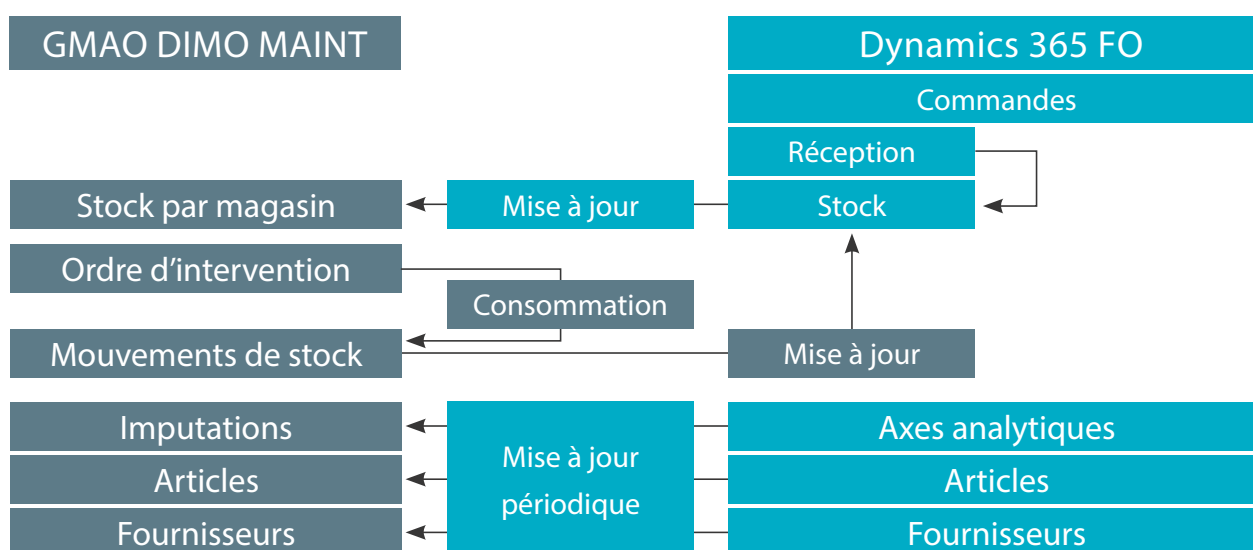 GMAO DIMO MAINT
Dynamics 365 FO
Commandes
Réception
Stock par magasin
Mise à jour
Stock
Ordre d’intervention
Consommation
Mouvements de stock
Mise à jour
Imputations
Axes analytiques
Mise à jour
périodique
Articles
Articles
Fournisseurs
Fournisseurs